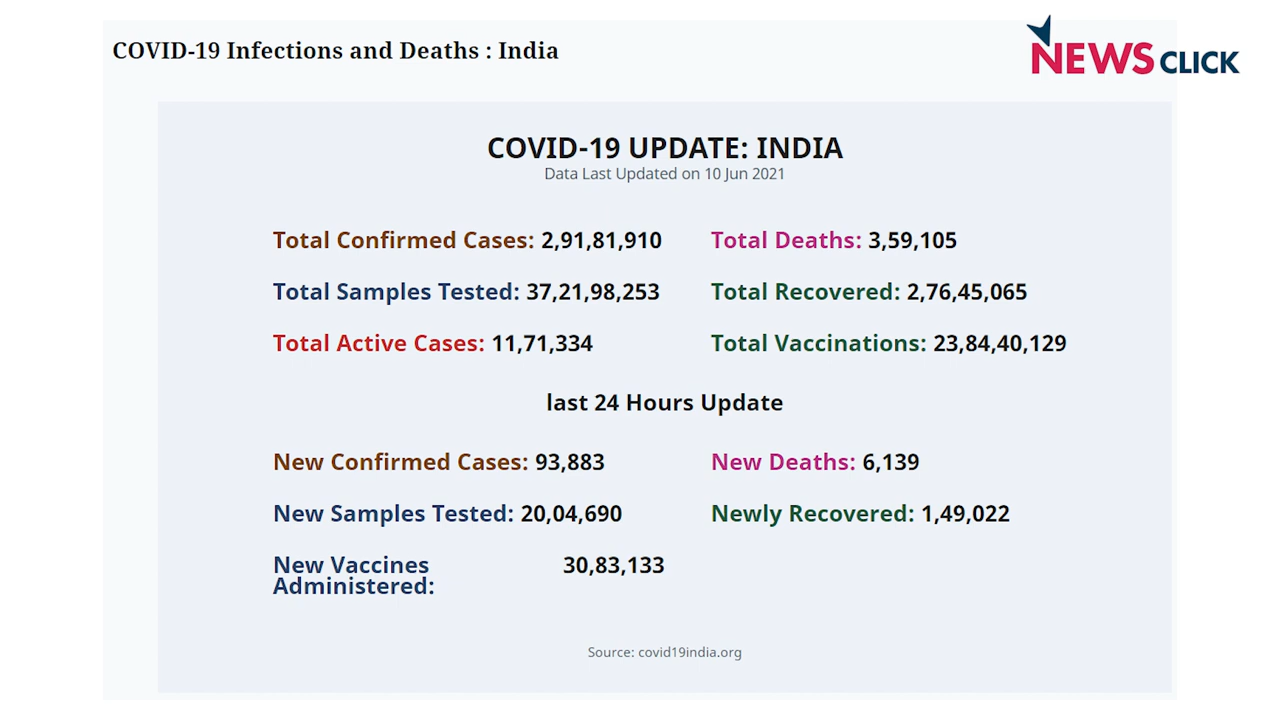 COVID-19 Infections and Deaths : India
NEWSCLICK
COVID-19 UPDATE: INDIA
Data Last Updated on 10 Jun 2021
Total Confirmed Cases: 2,91,81,910
Total Deaths: 3,59,105
Total Samples Tested: 37,21,98,253
Total Recovered: 2,76,45,065
Total Active Cases: 11,71,334
Total Vaccinations: 23,84,40,129
last 24 Hours Update
New Confirmed Cases: 93,883
New Deaths: 6,139
New Samples Tested: 20,04,690
Newly Recovered: 1,49,022
New Vaccines 30,83,133
Administered:
Source: covid19india.org